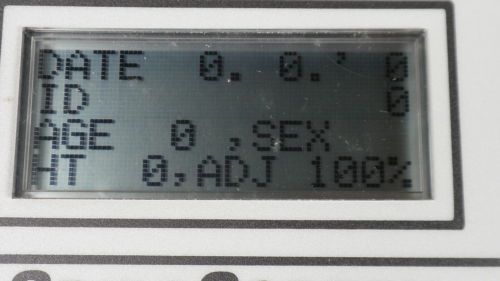 DATE 0. 0.' 0
ID 0
AGE 0 ,SEX
HT 0,ADJ 100%